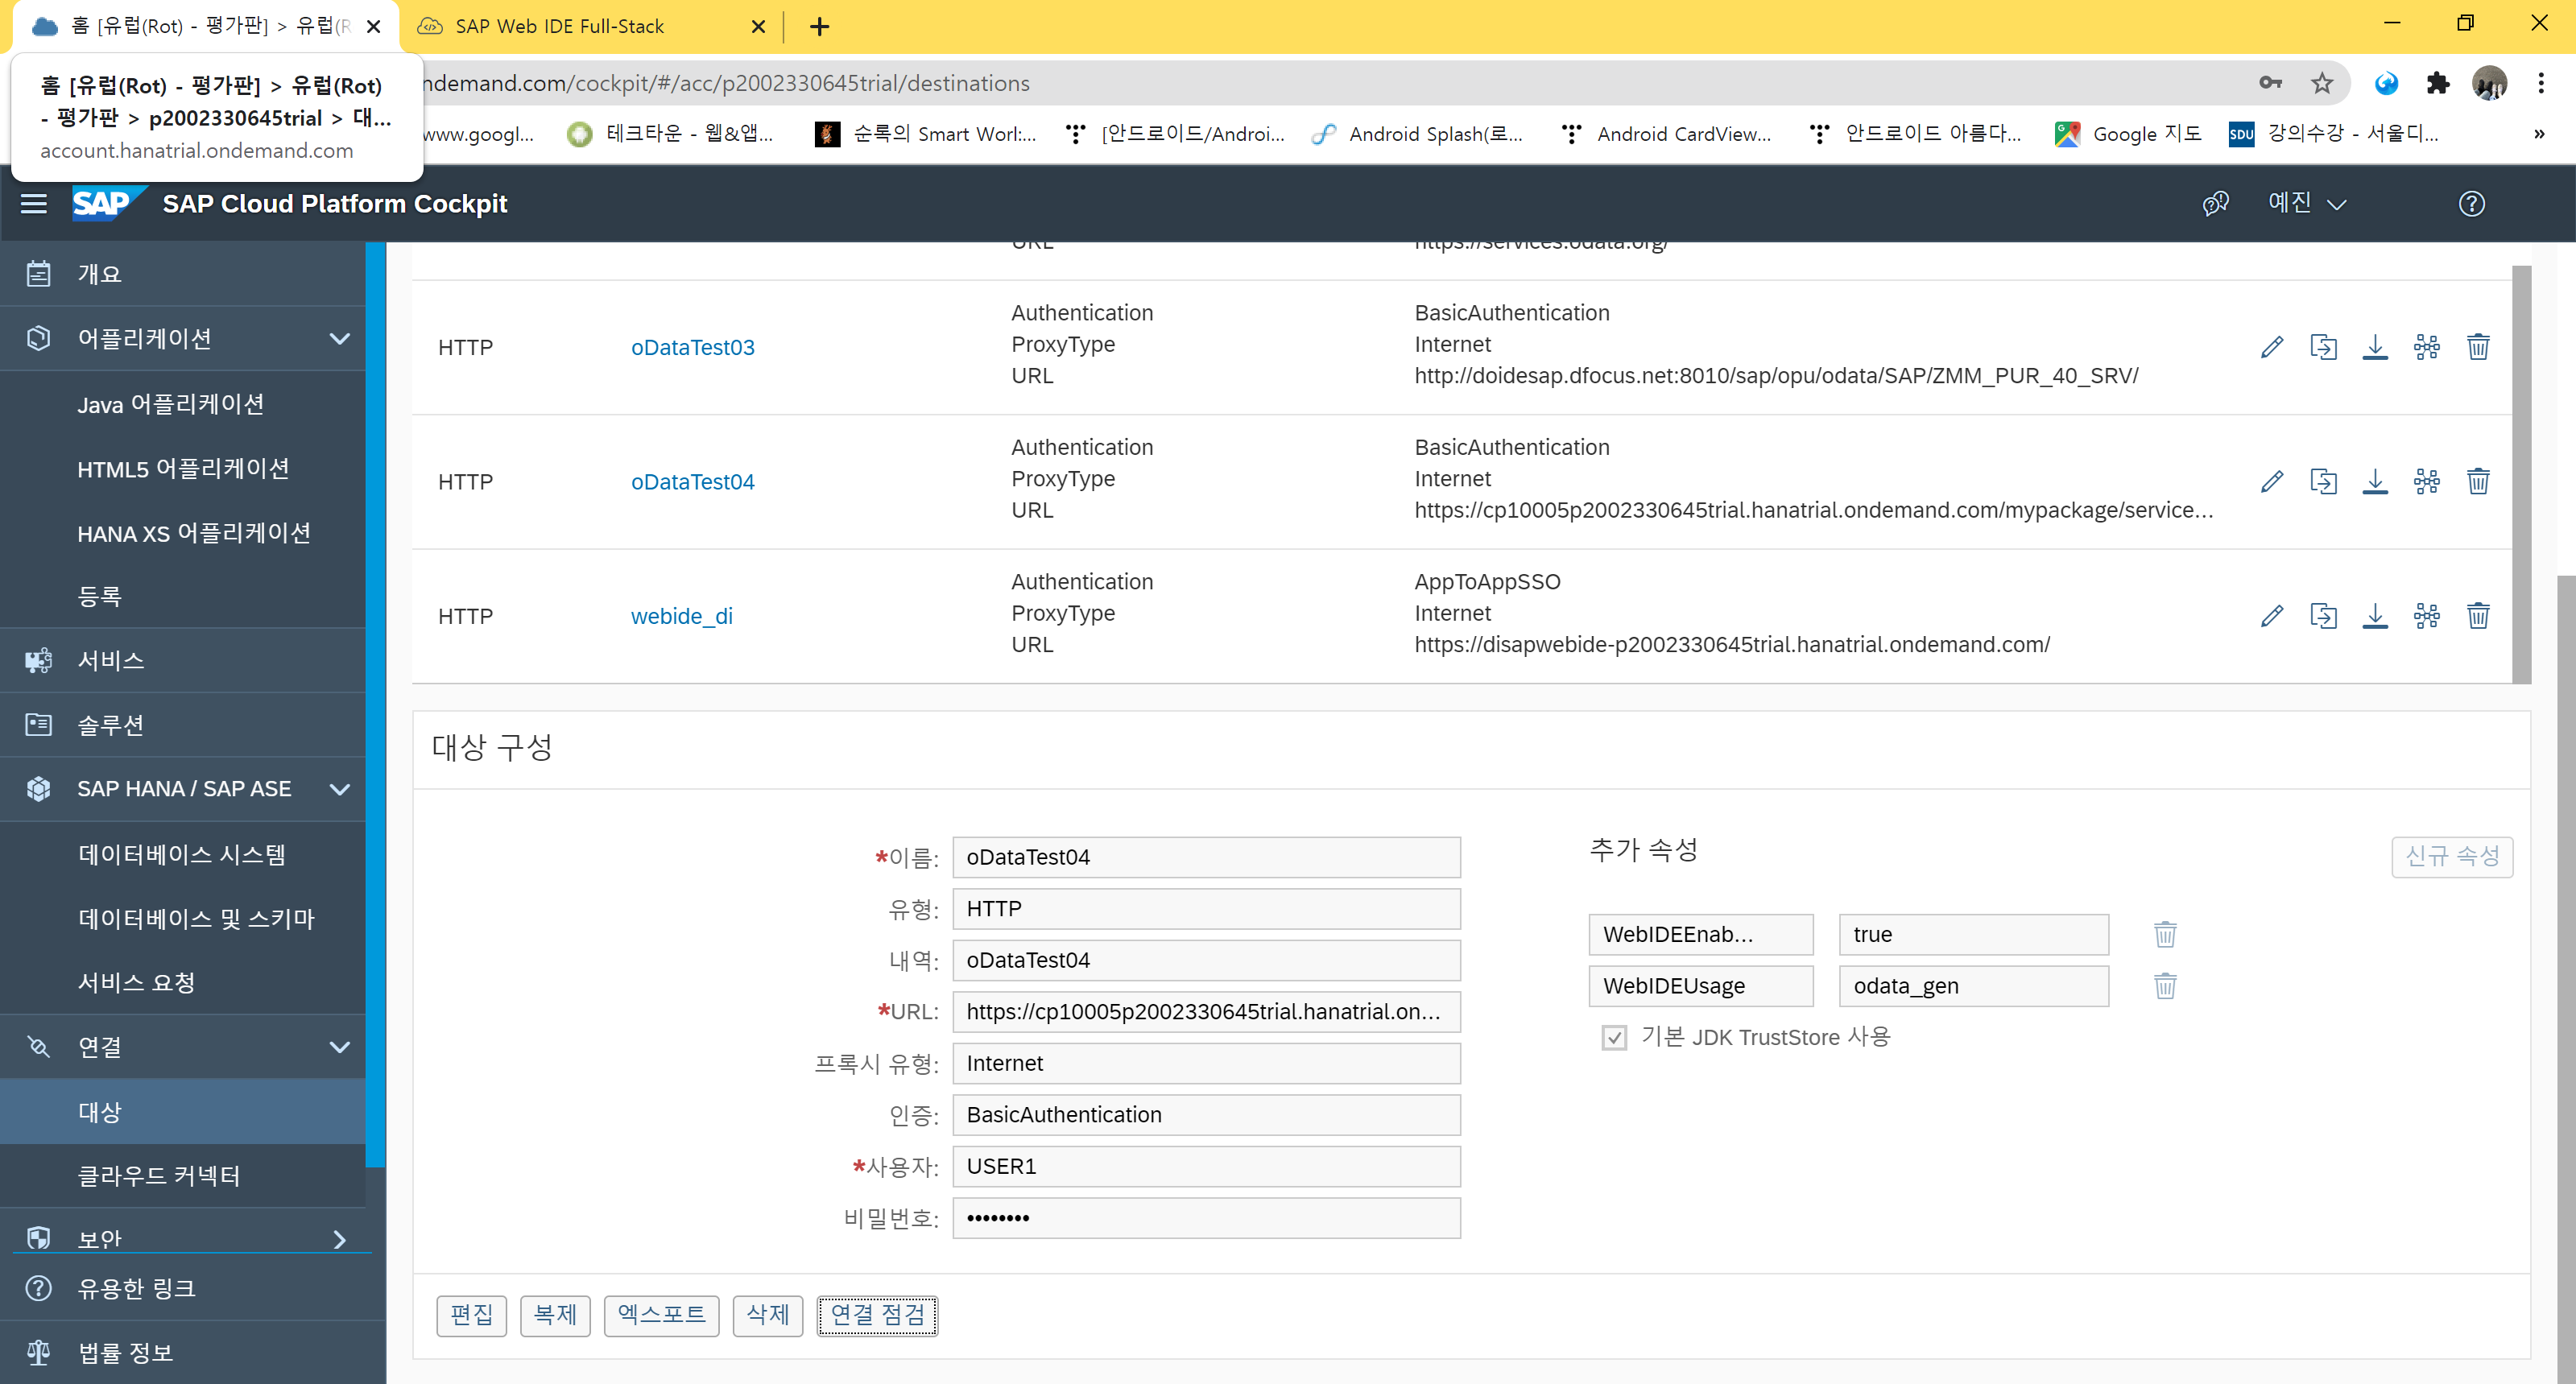 홈 [유럽(Rot) - 평가판] > 유럽(R
SAP Web IDE Full-Stack
홈 [유럽(Rot) - 평가판] > 유럽(Rot)
- 평가판 > p2002330645trial > 대...
account.hanatrial.ondemand.com
ndemand.com/cockpit/#/acc/p2002330645trial/destinations
www.googl...
테크타운 - 웹&앱...
순록의 Smart Worl:...
[안드로이드/Androi...
Android Splash(로...
Android CardView...
안드로이드 아름다...
Google 지도
SDU
강의수강 - 서울디...
»
SAP
SAP Cloud Platform Cockpit
예진
개요
어플리케이션
Java 어플리케이션
HTML5 어플리케이션
HANA XS 어플리케이션
등록
서비스
솔루션
SAP HANA / SAP ASE
데이터베이스 시스템
데이터베이스 및 스키마
서비스 요청
연결
대상
클라우드 커넥터
보안
유용한 링크
법률 정보
URL https://services.odata.org/
HTTP
oDataTest03
Authentication BasicAuthentication
ProxyType Internet
URL http://doidesap.dfocus.net:8010/sap/opu/odata/SAP/ZMM_PUR_40_SRV/
HTTP
oDataTest04
Authentication BasicAuthentication
ProxyType Internet
URL https://cp10005p2002330645trial.hanatrial.ondemand.com/mypackage/service...
HTTP
webide_di
Authentication AppToAppSSO
ProxyType Internet
URL https://disapwebide-p2002330645trial.hanatrial.ondemand.com/
대상 구성
*이름: oDataTest04
유형: HTTP
내역: oDataTest04
*URL: https://cp10005p2002330645trial.hanatrial.on...
프록시 유형: Internet
인증: BasicAuthentication
*사용자: USER1
비밀번호: ••••••••
추가 속성
신규 속성
WebIDEEnab... true
WebIDEUsage odata_gen
기본 JDK TrustStore 사용
편집
복제
엑스포트
삭제
연결 점검